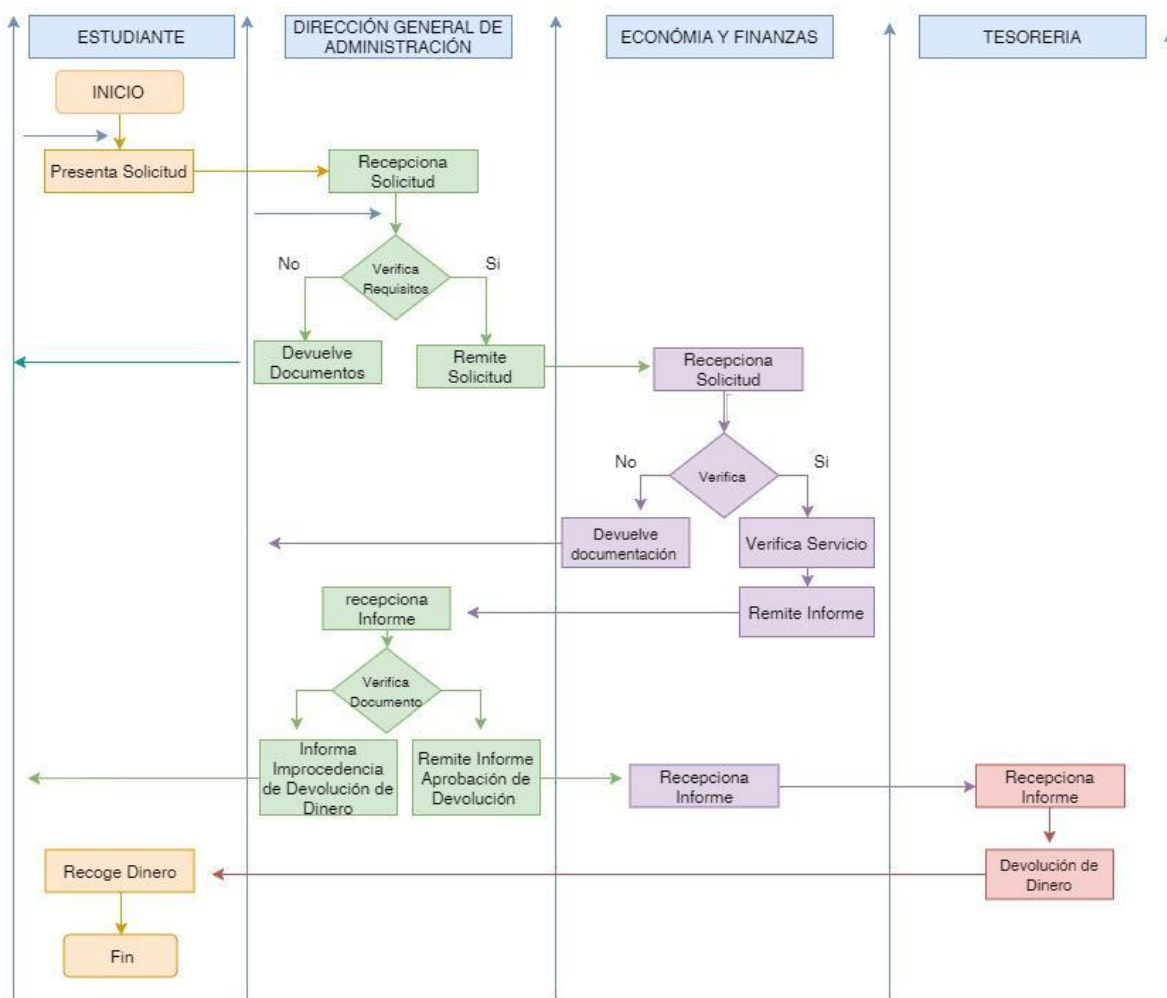 ESTUDIANTE
DIRECCIÓN GENERAL DE
ADMINISTRACIÓN
ECONÓMIA Y FINANZAS
TESORERIA
INICIO
Presenta Solicitud
Recepciona
Solicitud
No
Si
Verifica
Requisitos
Devuelve
Documentos
Remite
Solicitud
Recepciona
Solicitud
No
Si
Verifica
Devuelve
documentación
Verifica Servicio
recepciona
Informe
Remite Informe
Verifica
Documento
Informa
Improcedencia
de Devolución de
Dinero
Remite Informe
Aprobación de
Devolución
Recepciona
Informe
Recepciona
Informe
Recoge Dinero
Devolución de
Dinero
Fin